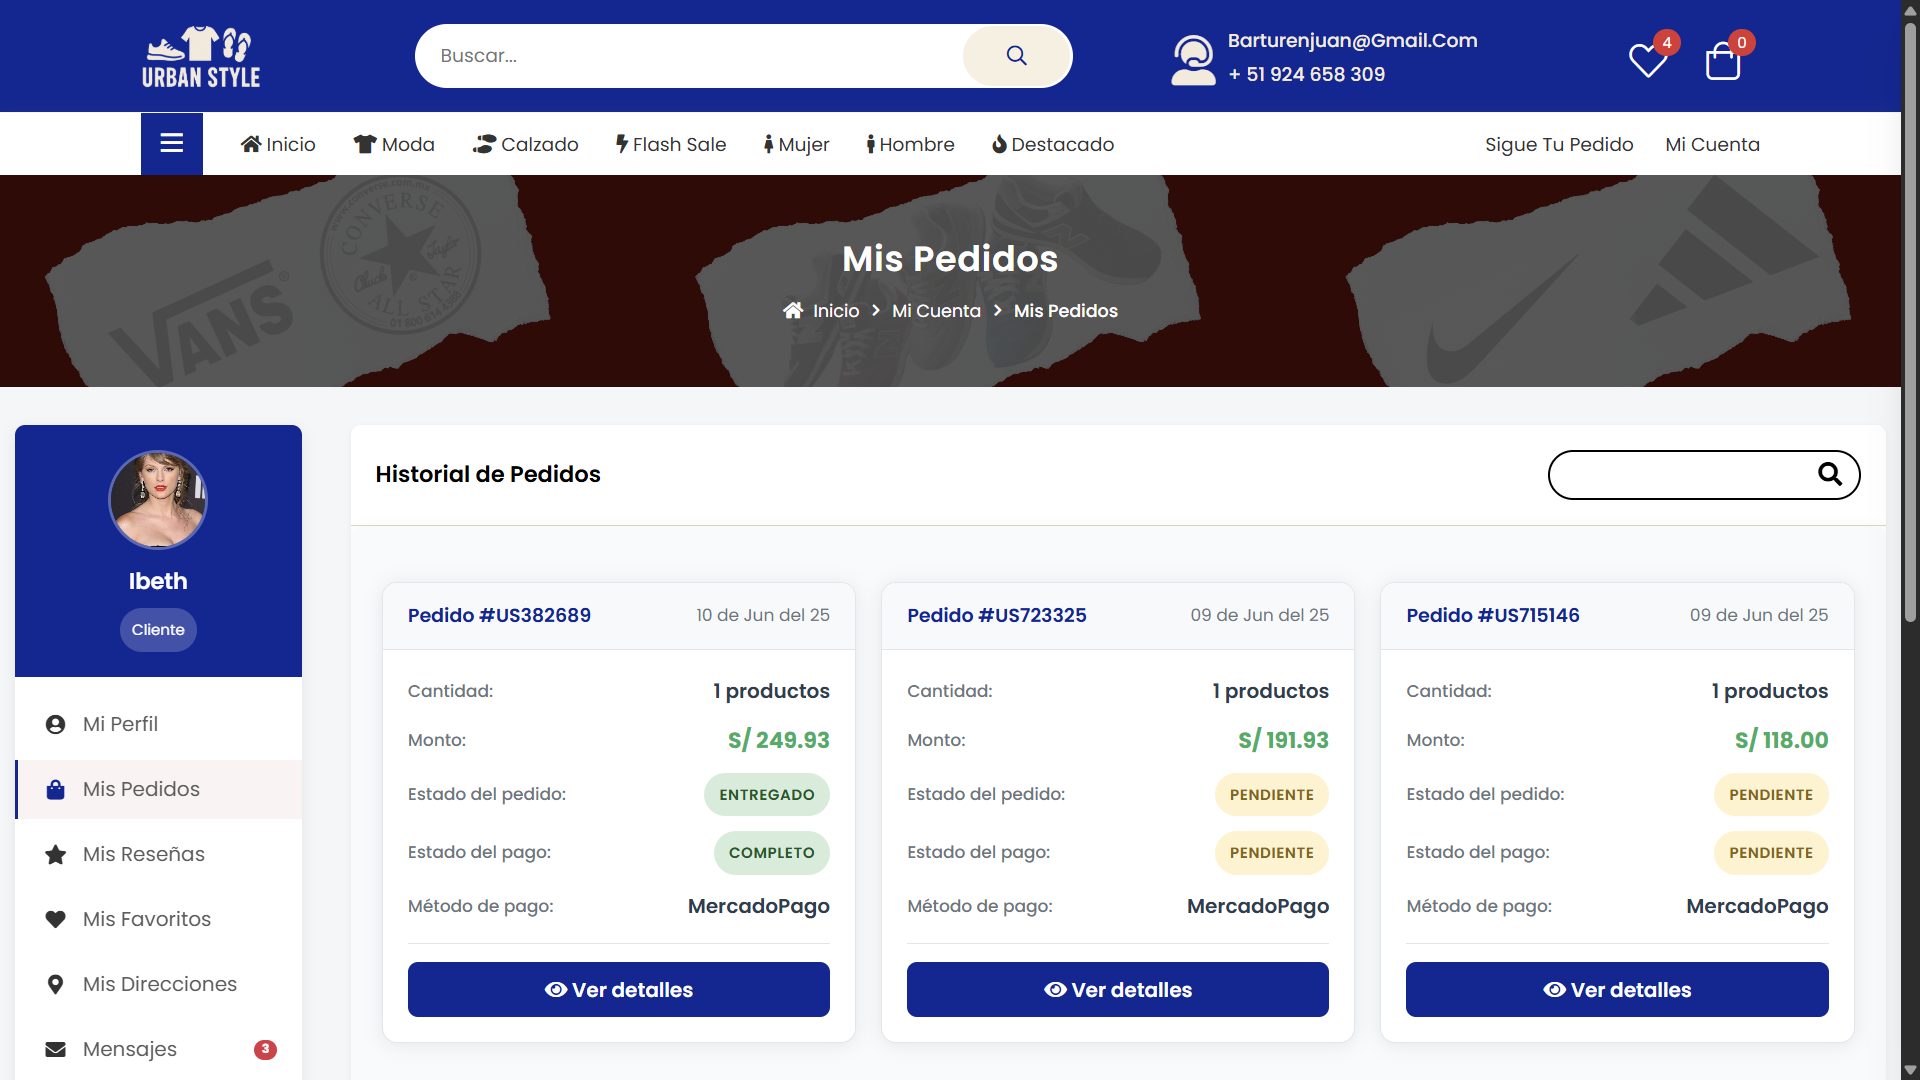 URBAN STYLE
Buscar...
Barturenjuan@Gmail.Com
+ 51 924 658 309
4
0
Inicio
Moda
Calzado
Flash Sale
Mujer
Hombre
Destacado
Sigue Tu Pedido
Mi Cuenta
VANS
CONVERSE
ALL STAR
Mis Pedidos
Inicio
Mi Cuenta
Mis Pedidos
Ibeth
Cliente
Mi Perfil
Mis Pedidos
Mis Reseñas
Mis Favoritos
Mis Direcciones
Mensajes
3
Historial de Pedidos
Pedido #US382689
10 de Jun del 25
Cantidad:
1 productos
Monto:
S/ 249.93
Estado del pedido:
ENTREGADO
Estado del pago:
COMPLETO
Método de pago:
MercadoPago
Ver detalles
Pedido #US723325
09 de Jun del 25
Cantidad:
1 productos
Monto:
S/ 191.93
Estado del pedido:
PENDIENTE
Estado del pago:
PENDIENTE
Método de pago:
MercadoPago
Ver detalles
Pedido #US715146
09 de Jun del 25
Cantidad:
1 productos
Monto:
S/ 118.00
Estado del pedido:
PENDIENTE
Estado del pago:
PENDIENTE
Método de pago:
MercadoPago
Ver detalles